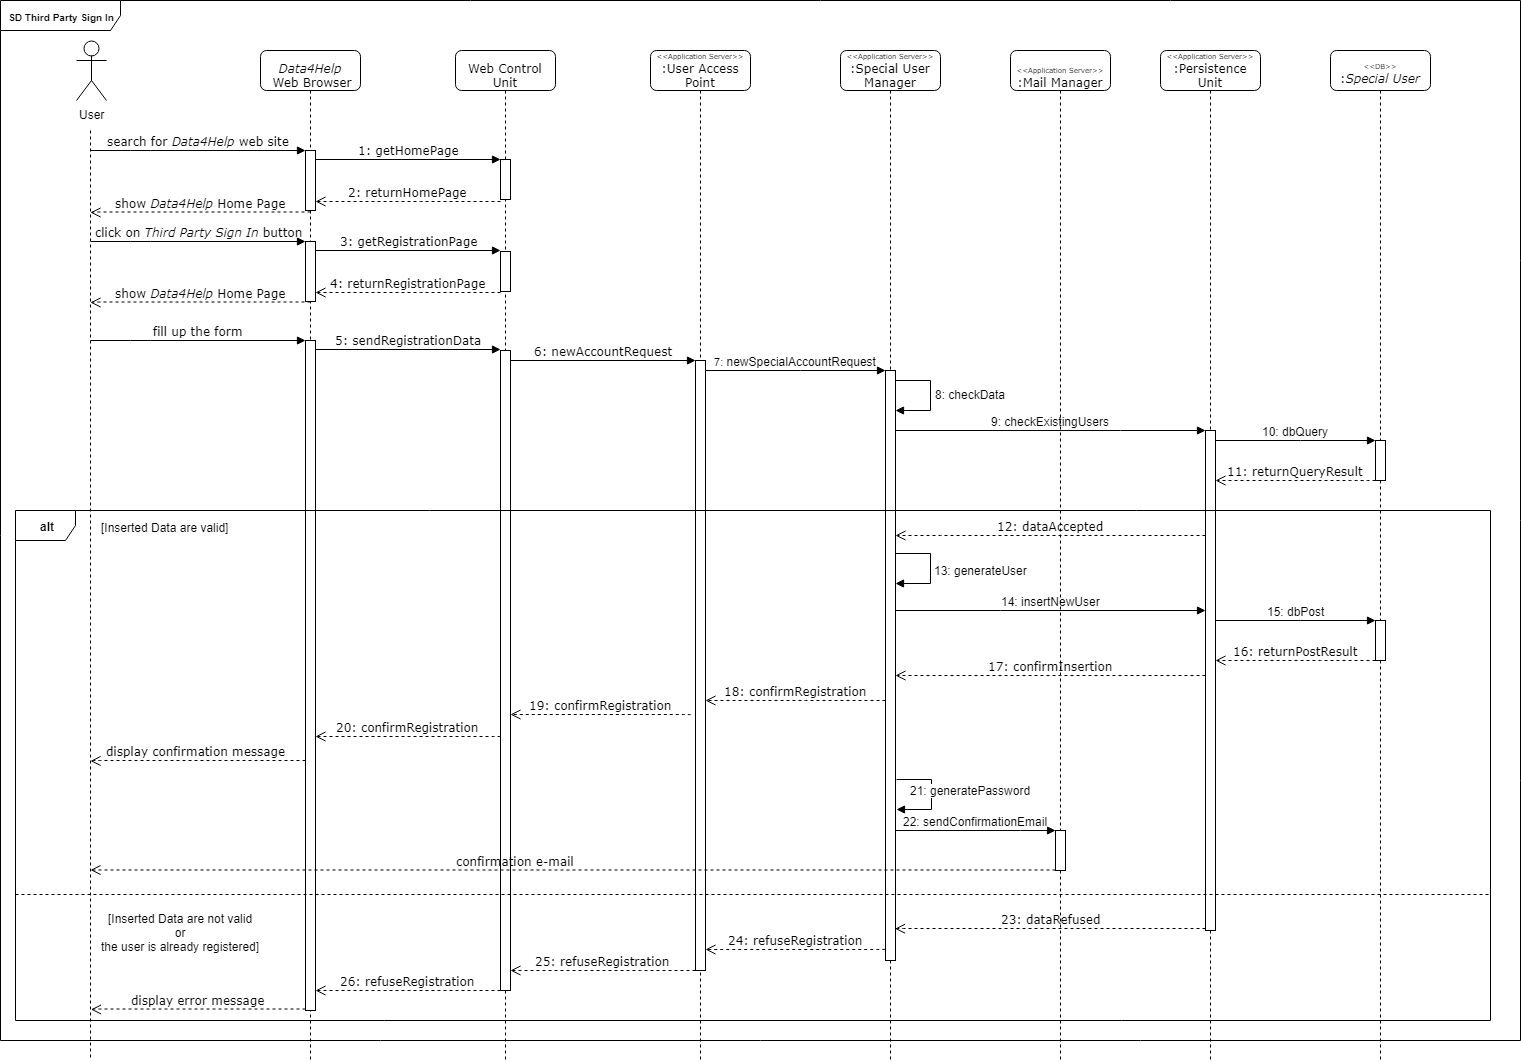 SD Third Party Sign In
User
Data4Help
Web Browser
Web Control
Unit
<<Application Server>>
:User Access
Point
<<Application Server>>
:Special User
Manager
<<Application Server>>
:Mail Manager
<<Application Server>>
:Persistence
Unit
<<DB>>
:Special User
search for Data4Help web site
1: getHomePage
2: returnHomePage
show Data4Help Home Page
click on Third Party Sign In button
3: getRegistrationPage
4: returnRegistrationPage
show Data4Help Home Page
fill up the form
5: sendRegistrationData
6: newAccountRequest
7: newSpecialAccountRequest
8: checkData
9: checkExistingUsers
10: dbQuery
11: returnQueryResult
alt
[Inserted Data are valid]
12: dataAccepted
13: generateUser
14: insertNewUser
15: dbPost
16: returnPostResult
17: confirmInsertion
18: confirmRegistration
19: confirmRegistration
20: confirmRegistration
display confirmation message
21: generatePassword
22: sendConfirmationEmail
confirmation e-mail
[Inserted Data are not valid
or
the user is already registered]
23: dataRefused
24: refuseRegistration
25: refuseRegistration
26: refuseRegistration
display error message